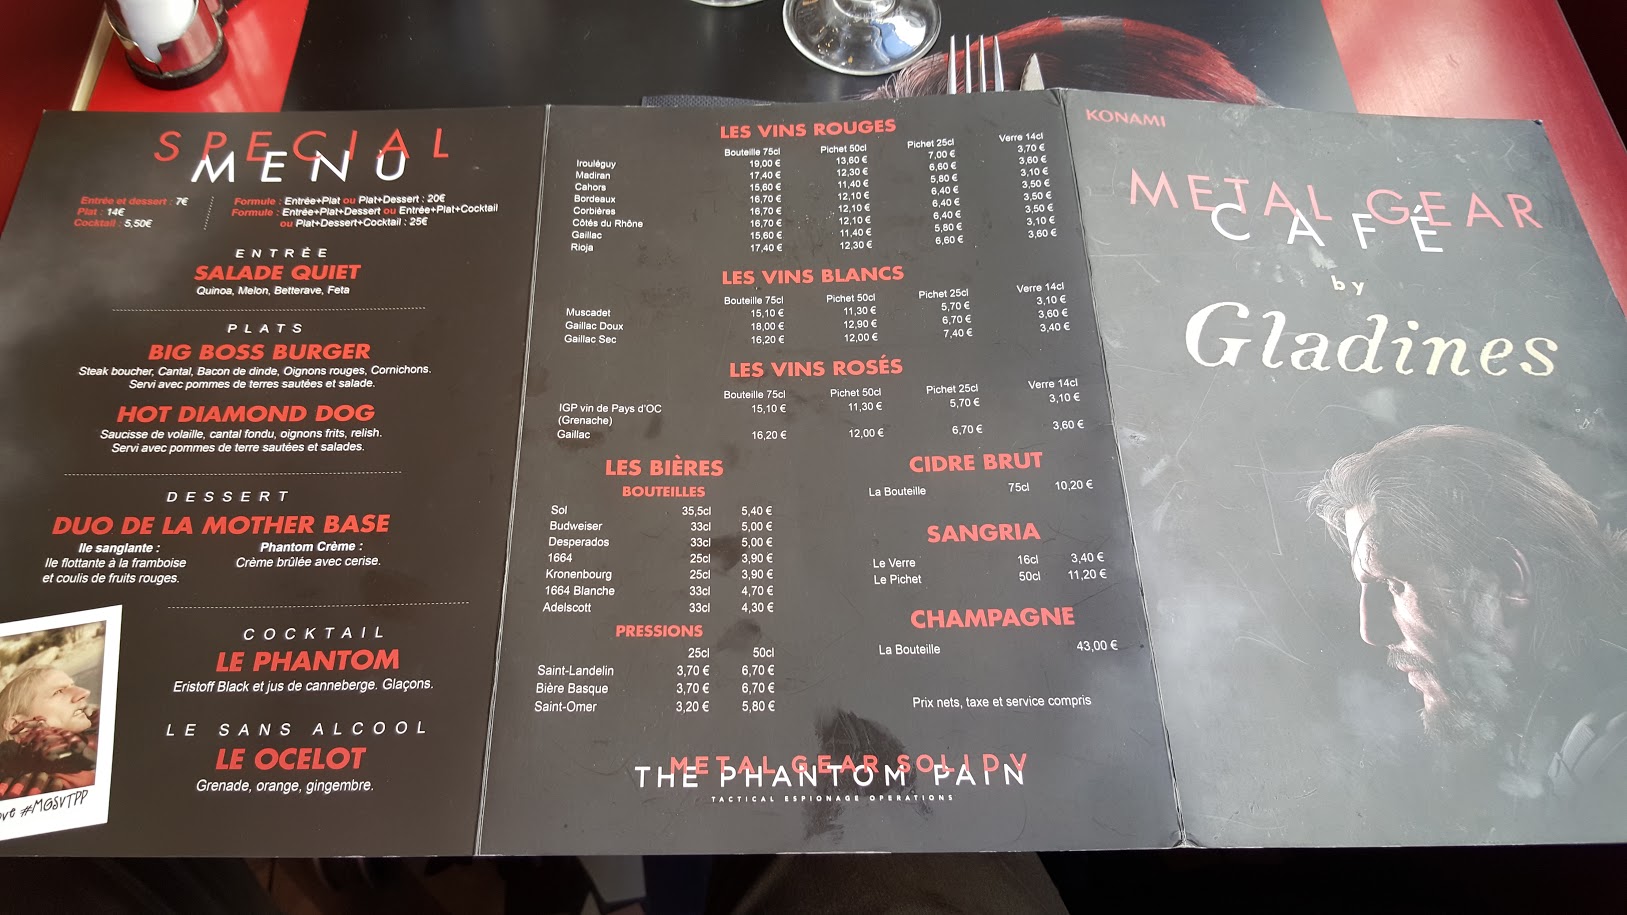 SPECIAL
MENU
Entrée et dessert : 7€
Plat : 14€
Cocktail : 5,50€
Formule : Entrée+Plat ou Plat+Dessert : 20€
Formule : Entrée+Plat+Dessert ou Entrée+Plat+Cocktail
ou Plat+Dessert+Cocktail : 25€
ENTRÈE
SALADE QUIET
Quinoa, Melon, Betterave, Feta
PLATS
BIG BOSS BURGER
Steak boucher, Cantal, Bacon de dinde, Oignons rouges, Cornichons.
Servi avec pommes de terres sautées et salade.
HOT DIAMOND DOG
Saucisse de volaille, cantal fondu, oignons frits, relish.
Servi avec pommes de terre sautées et salades.
DESSERT
DUO DE LA MOTHER BASE
Ile sanglante :
Ile flottante à la framboise
et coulis de fruits rouges.
Phantom Crème :
Crème brûlée avec cerise.
COCKTAIL
LE PHANTOM
Eristoff Black et jus de canneberge. Glaçons.
LE SANS ALCOOL
LE OCELOT
Grenade, orange, gingembre.
#MGSVTPP
LES VINS ROUGES
Bouteille 75cl Pichet 50cl Pichet 25cl Verre 14cl
Irouléguy 19,00 € 13,60 € 7,00 € 3,70 €
Madiran 17,40 € 12,30 € 6,60 € 3,60 €
Cahors 15,60 € 11,40 € 5,80 € 3,10 €
Bordeaux 16,70 € 12,10 € 6,40 € 3,50 €
Corbières 16,70 € 12,10 € 6,40 € 3,50 €
Côtés du Rhône 16,70 € 12,10 € 6,40 € 3,50 €
Gaillac 15,60 € 11,40 € 5,80 € 3,10 €
Rioja 17,40 € 12,30 € 6,60 € 3,60 €
LES VINS BLANCS
Bouteille 75cl Pichet 50cl Pichet 25cl Verre 14cl
Muscadet 15,10 € 11,30 € 5,70 € 3,10 €
Gaillac Doux 18,00 € 12,90 € 6,70 € 3,60 €
Gaillac Sec 16,20 € 12,00 € 7,40 € 3,40 €
LES VINS ROSÉS
Bouteille 75cl Pichet 50cl Pichet 25cl Verre 14cl
IGP vin de Pays d'OC 15,10 € 11,30 € 5,70 € 3,10 €
(Grenache)
Gaillac 16,20 € 12,00 € 6,70 € 3,60 €
LES BIÈRES
BOUTEILLES
Sol 35,5cl 5,40 €
Budweiser 33cl 5,00 €
Desperados 33cl 5,00 €
1664 25cl 3,90 €
Kronenbourg 25cl 3,90 €
1664 Blanche 33cl 4,70 €
Adelscott 33cl 4,30 €
PRESSIONS
25cl 50cl
Saint-Landelin 3,70 € 6,70 €
Bière Basque 3,70 € 6,70 €
Saint-Omer 3,20 € 5,80 €
CIDRE BRUT
La Bouteille 75cl 10,20 €
SANGRIA
Le Verre 16cl 3,40 €
Le Pichet 50cl 11,20 €
CHAMPAGNE
La Bouteille 43,00 €
Prix nets, taxe et service compris
METAL GEAR SOLID V
THE PHANTOM PAIN
TACTICAL ESPIONAGE OPERATIONS
KONAMI
METAL GEAR
CAFÉ
by
Gladines